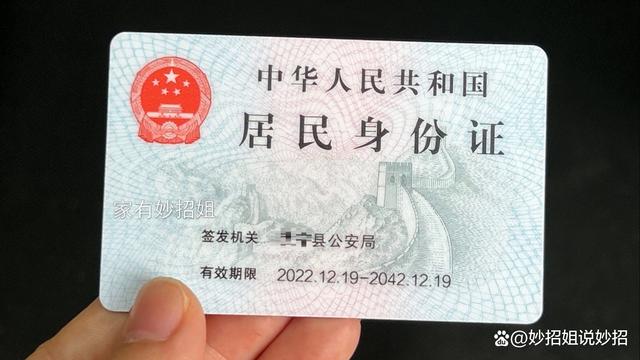 中华人民共和国
居民身份证
家有妙招姐
签发机关 县公安局
有效期限 2022.12.19-2042.12.19
@妙招姐说妙招